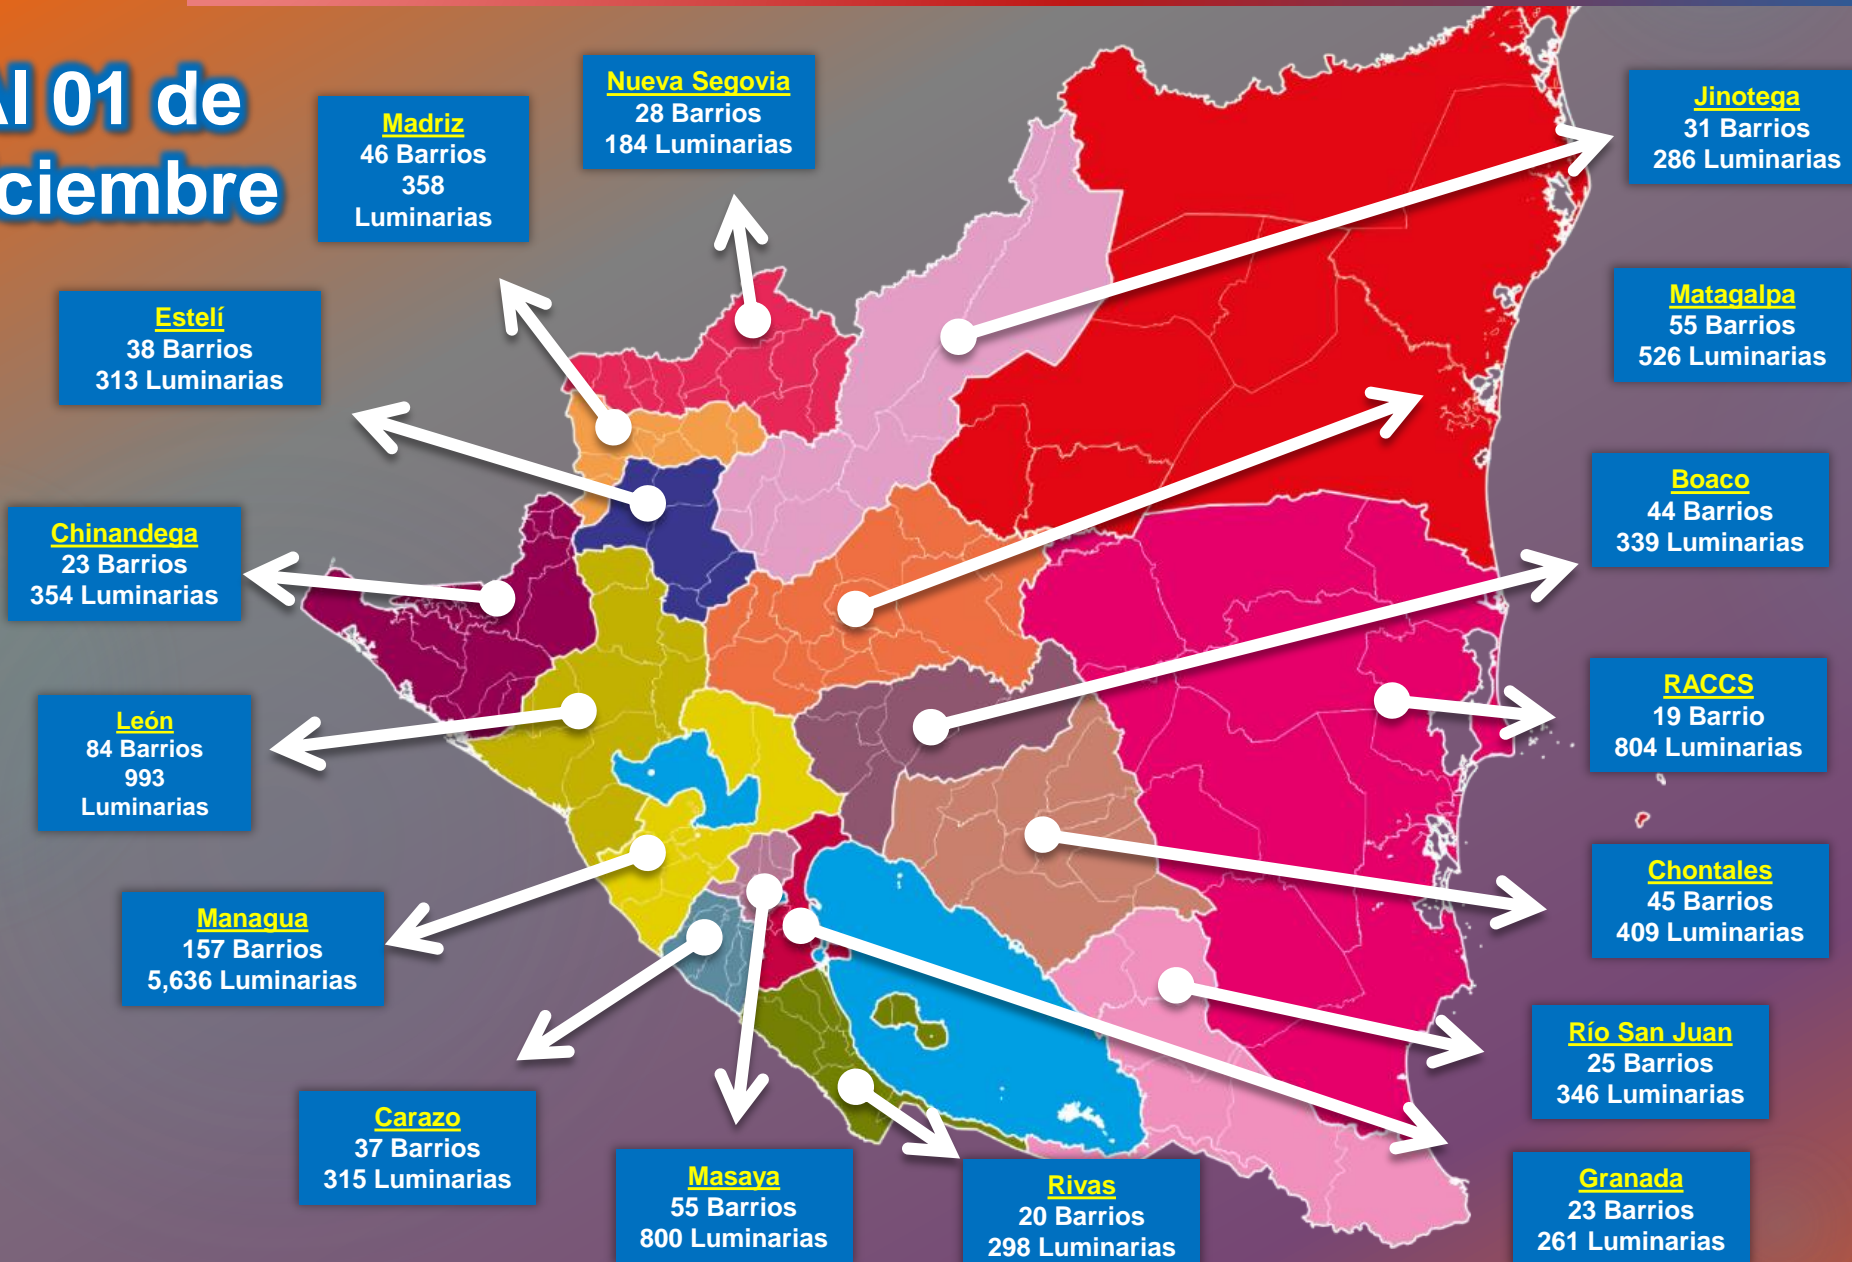 Al 01 de
ciembre
Madriz
46 Barrios
358
Luminarias
Nueva Segovia
28 Barrios
184 Luminarias
Jinotega
31 Barrios
286 Luminarias
Estelí
38 Barrios
313 Luminarias
Matagalpa
55 Barrios
526 Luminarias
Chinandega
23 Barrios
354 Luminarias
Boaco
44 Barrios
339 Luminarias
León
84 Barrios
993
Luminarias
RACCS
19 Barrio
804 Luminarias
Managua
157 Barrios
5,636 Luminarias
Chontales
45 Barrios
409 Luminarias
Río San Juan
25 Barrios
346 Luminarias
Carazo
37 Barrios
315 Luminarias
Masaya
55 Barrios
800 Luminarias
Rivas
20 Barrios
298 Luminarias
Granada
23 Barrios
261 Luminarias